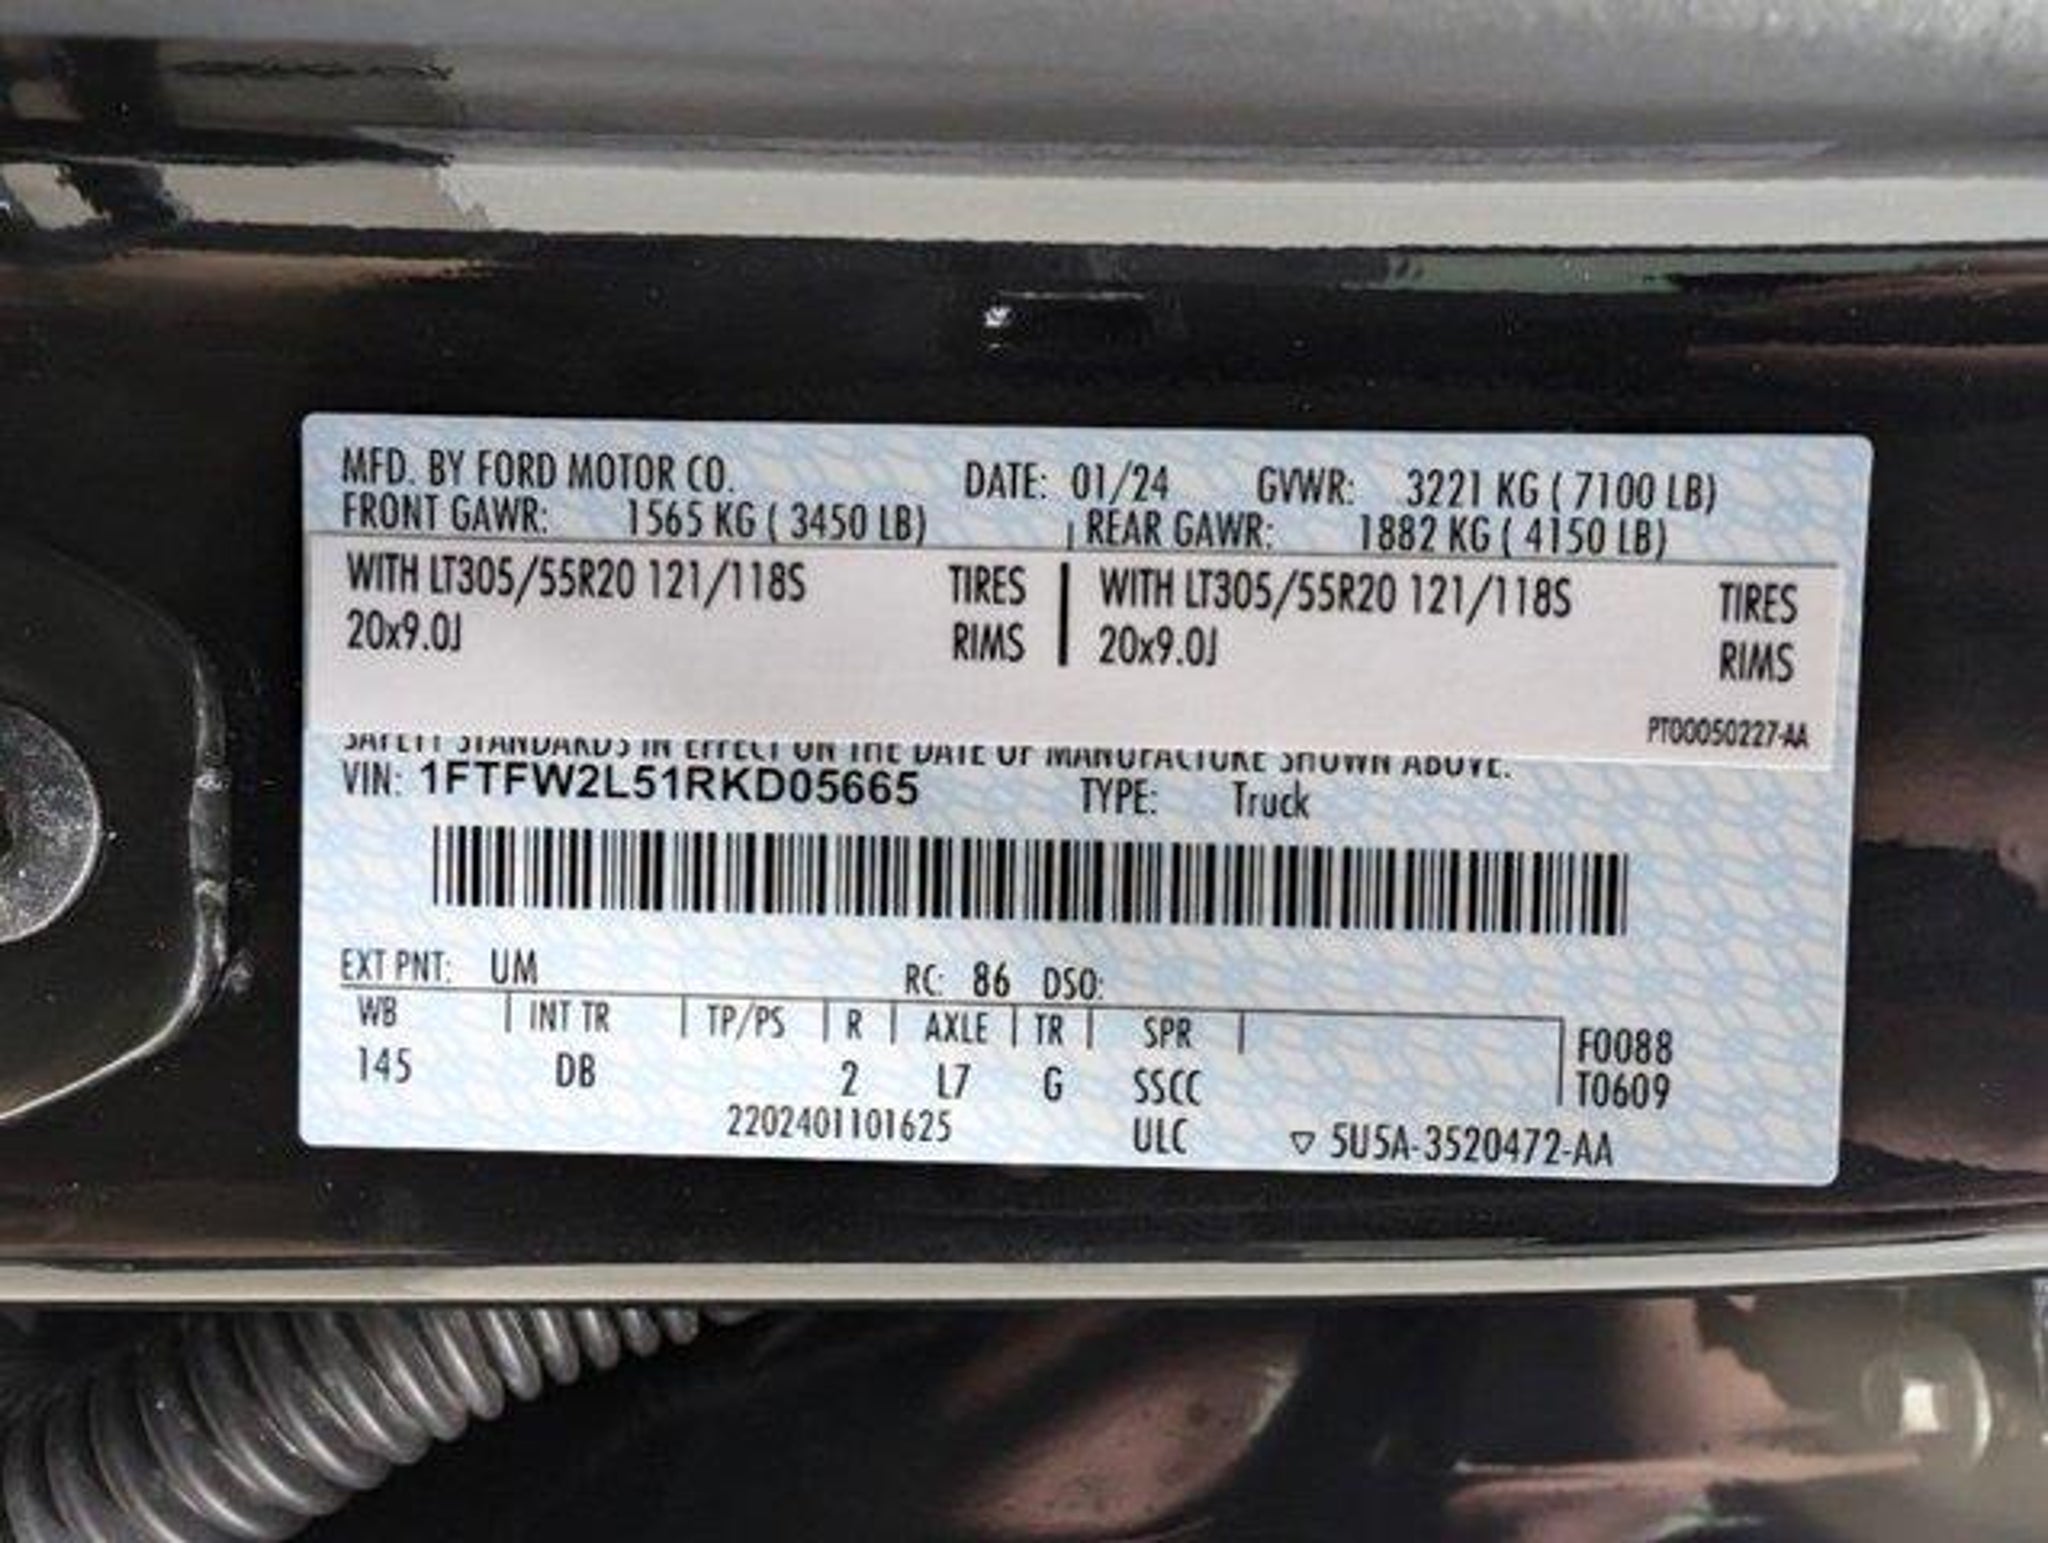 MFD. BY FORD MOTOR CO. DATE: 01/24 GVWR: 3221 KG ( 7100 LB)
FRONT GAWR: 1565 KG ( 3450 LB) REAR GAWR: 1882 KG ( 4150 LB)
WITH LT305/55R20 121/118S TIRES WITH LT305/55R20 121/118S TIRES
20x9.0J RIMS 20x9.0J RIMS
PT00050227-AA
SAFETY STANDARDS IN EFFECT ON THE DATE OF MANUFACTURE SHOWN ABOVE.
VIN: 1FTFW2L51RKD05665 TYPE: Truck
EXT PNT: UM RC: 86 DSO:
WB INT TR TP/PS R AXLE TR SPR F0088
145 DB 2 L7 G SSCC T0609
2202401101625 ULC ▽ 5U5A-3520472-AA